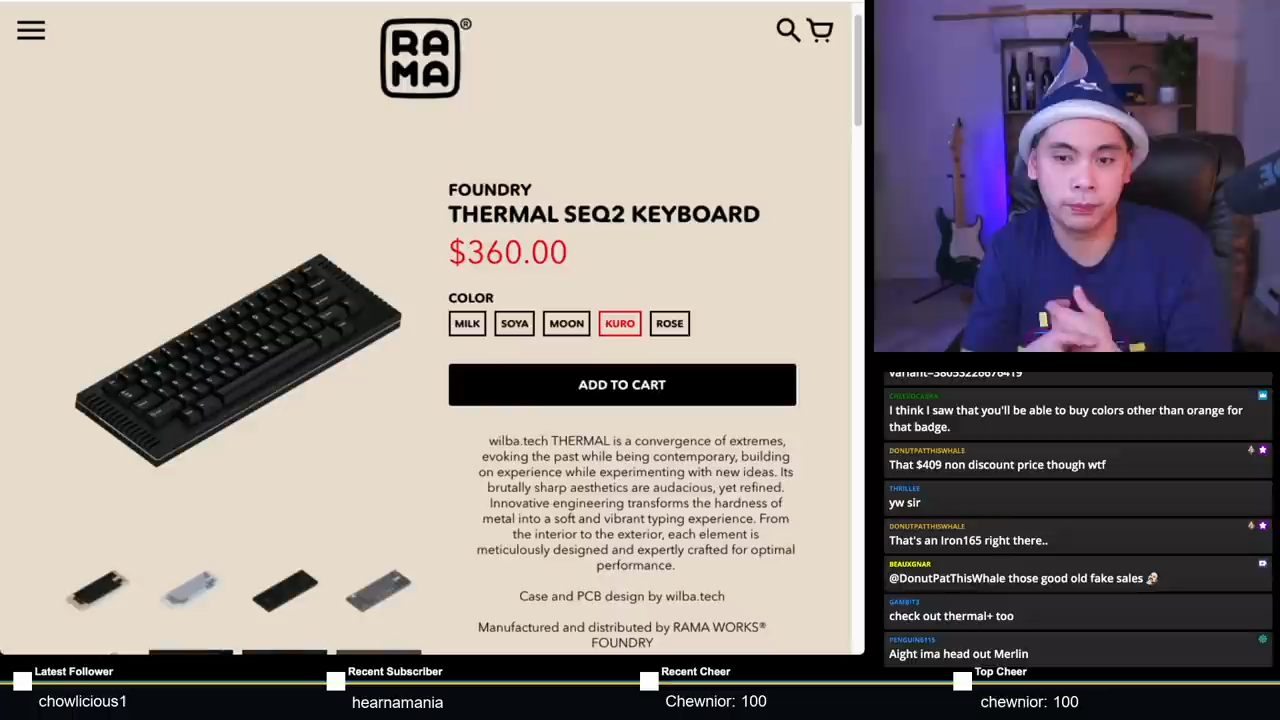 RA
MA
®
FOUNDRY
THERMAL SEQ2 KEYBOARD
$360.00
COLOR
MILK
SOYA
MOON
KURO
ROSE
ADD TO CART
wilba.tech THERMAL is a convergence of extremes,
evoking the past while being contemporary, building
on experience while experimenting with new ideas. Its
brutally sharp aesthetics are audacious, yet refined.
Innovative engineering transforms the hardness of
metal into a soft and vibrant typing experience. From
the interior to the exterior, each element is
meticulously designed and expertly crafted for optimal
performance.
Case and PCB design by wilba.tech
Manufactured and distributed by RAMA WORKS®
FOUNDRY
I think I saw that you'll be able to buy colors other than orange for
that badge.
DONUTPATTHISWHALE
That $409 non discount price though wtf
THRILLEE
yw sir
DONUTPATTHISWHALE
That's an Iron165 right there..
BEAUXGNAR
@DonutPatThisWhale those good old fake sales
GAMBIT3
check out thermal+ too
PENGUINS115
Aight ima head out Merlin
Latest Follower
chowlicious1
Recent Subscriber
hearnamania
Recent Cheer
Chewnior: 100
Top Cheer
chewnior: 100